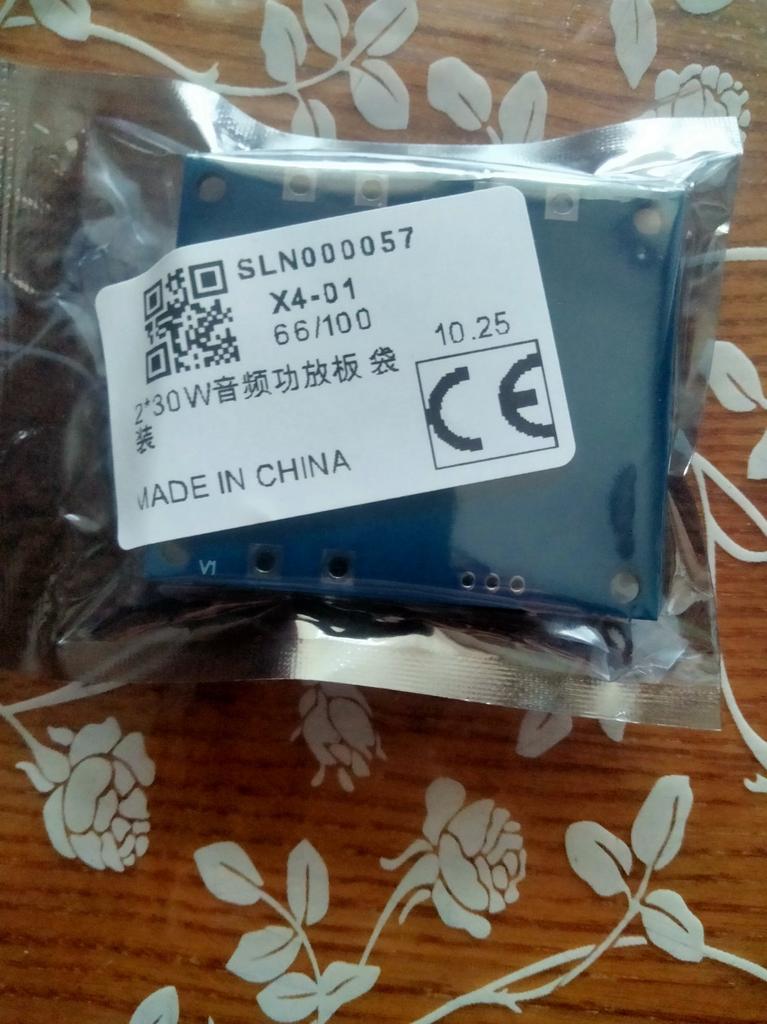 SLN000057
X4-01
66/100
10.25
2*30W音频功放板 袋
装
CE
MADE IN CHINA
V1